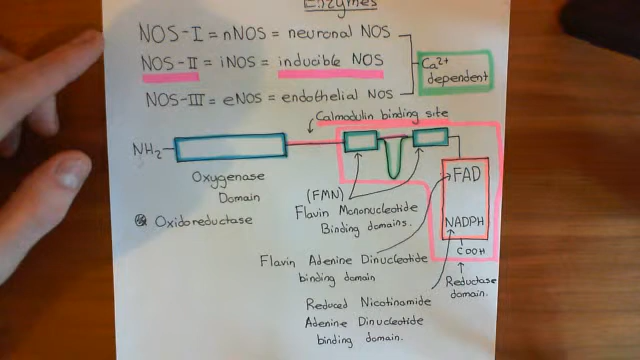 Enzymes
NOS-I = nNOS = neuronal NOS
NOS-II = iNOS = inducible NOS
NOS-III = eNOS = endothelial NOS
Ca2+
dependent
Calmodulin binding site
NH2
Oxygenase
Domain
Oxidoreductase
(FMN)
Flavin Mononucleotide
Binding domains.
FAD
NADPH
COOH
Reductase
domain.
Flavin Adenine Dinucleotide
binding domain
Reduced Nicotinamide
Adenine Dinucleotide
binding domain.